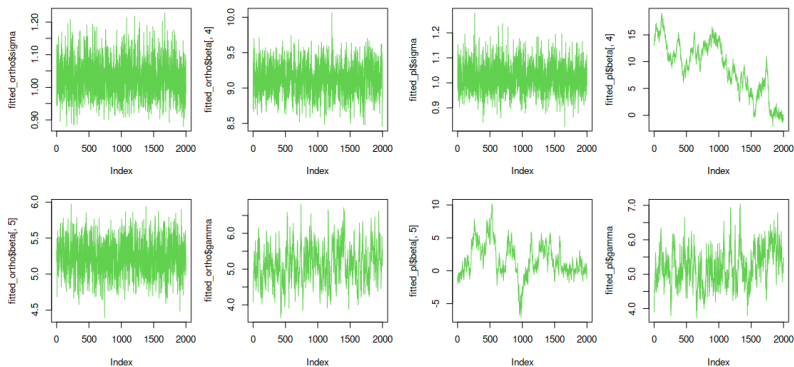 fitted_ortho$sigma
0.90 1.00 1.10 1.20
0 500 1000 1500 2000
Index
fitted_ortho$beta[, 4]
8.5 9.0 9.5 10.0
0 500 1000 1500 2000
Index
fitted_pl$sigma
0.9 1.0 1.1 1.2
0 500 1000 1500 2000
Index
fitted_pl$beta[, 4]
0 5 10 15
0 500 1000 1500 2000
Index
fitted_ortho$beta[, 5]
4.5 5.0 5.5 6.0
0 500 1000 1500 2000
Index
fitted_ortho$gamma
4.0 5.0 6.0
0 500 1000 1500 2000
Index
fitted_pl$beta[, 5]
-5 0 5 10
0 500 1000 1500 2000
Index
fitted_pl$gamma
4.0 5.0 6.0 7.0
0 500 1000 1500 2000
Index